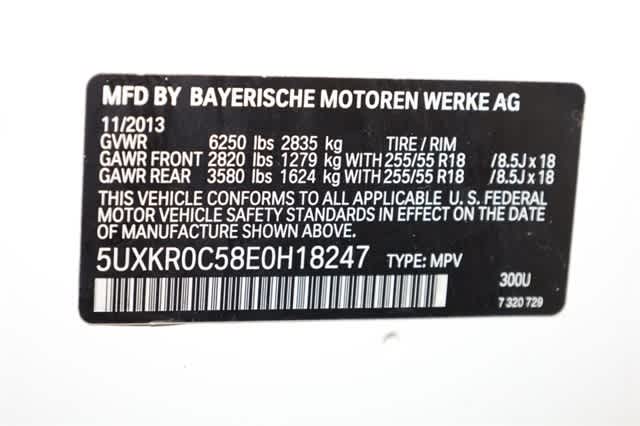 MFD BY BAYERISCHE MOTOREN WERKE AG
11/2013
GVWR 6250 lbs 2835 kg TIRE / RIM
GAWR FRONT 2820 lbs 1279 kg WITH 255/55 R18 /8.5J x 18
GAWR REAR 3580 lbs 1624 kg WITH 255/55 R18 /8.5J x 18
THIS VEHICLE CONFORMS TO ALL APPLICABLE U. S. FEDERAL
MOTOR VEHICLE SAFETY STANDARDS IN EFFECT ON THE DATE
OF MANUFACTURE SHOWN ABOVE.
5UXKR0C58E0H18247 TYPE: MPV
300U
7 320 729